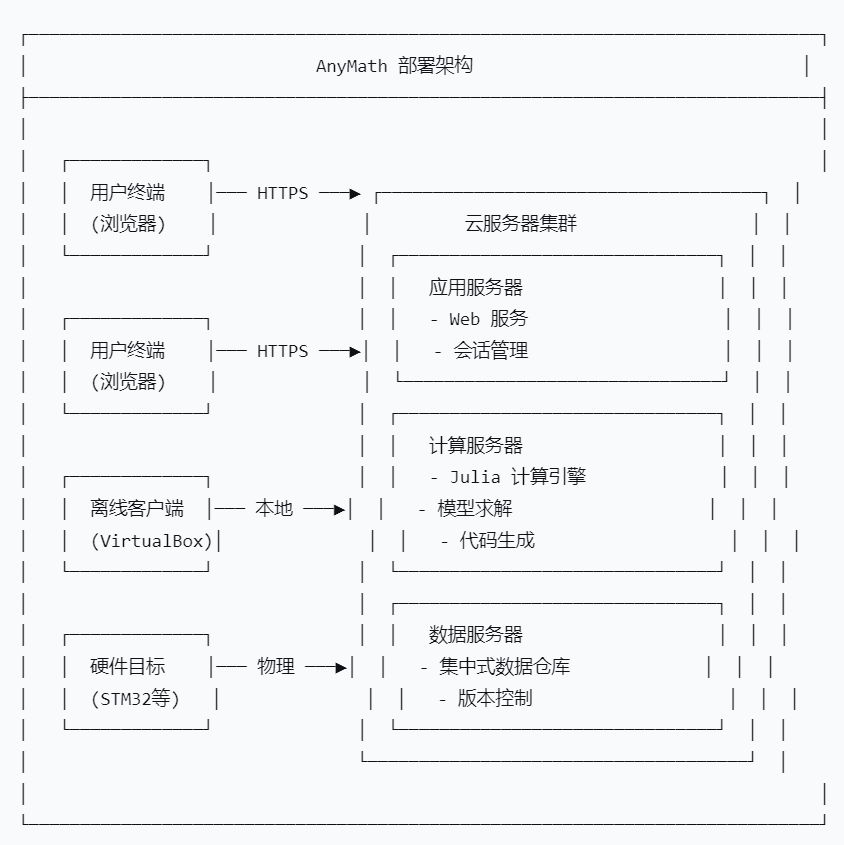 AnyMath 部署架构
用户终端 HTTPS
(浏览器) 云服务器集群
应用服务器
- Web 服务
用户终端 HTTPS - 会话管理
(浏览器)
计算服务器
- Julia 计算引擎
离线客户端 本地 - 模型求解
(VirtualBox) - 代码生成
数据服务器
硬件目标 物理 - 集中式数据仓库
(STM32等) - 版本控制